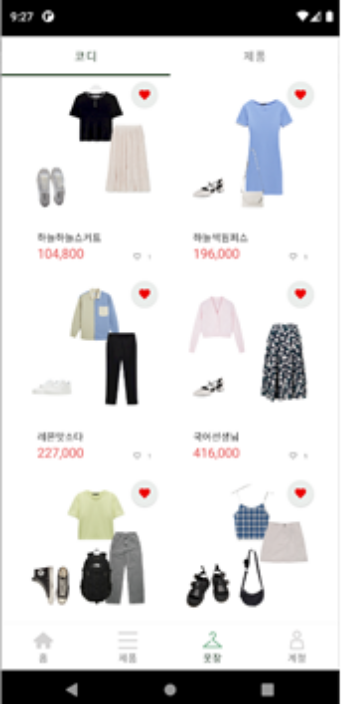 9:27
코디 제품
하늘하늘스커트
104,800
하늘색원피스
196,000
레몬맛소다
227,000
국어선생님
416,000
홈 제품 옷장 계정